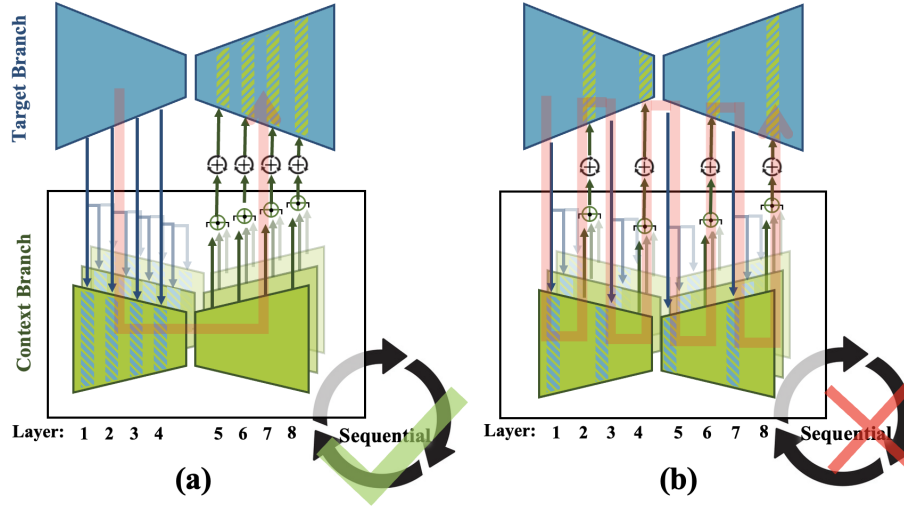 Target Branch
Context Branch
Layer: 1 2 3 4 5 6 7 8
Sequential
(a)
Layer: 1 2 3 4 5 6 7 8
Sequential
(b)